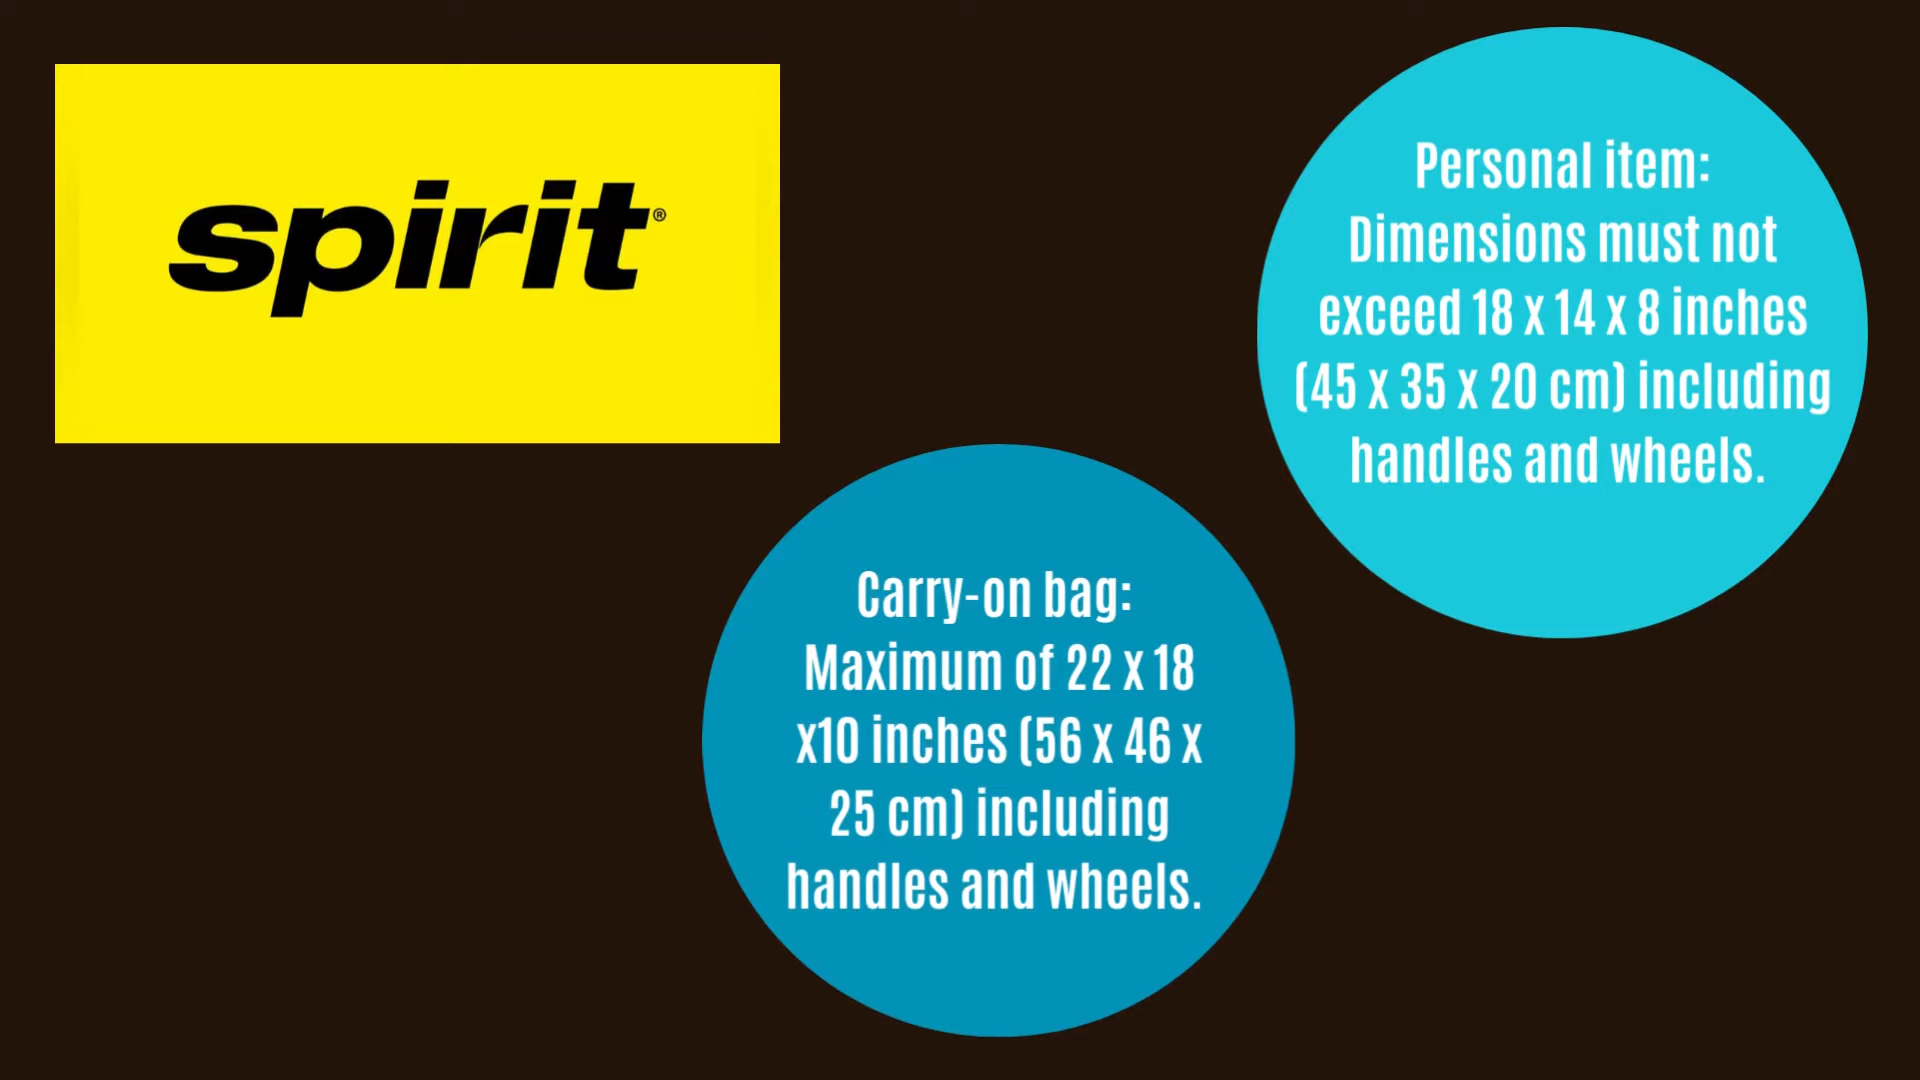 spirit®
Personal item:
Dimensions must not
exceed 18 x 14 x 8 inches
(45 x 35 x 20 cm) including
handles and wheels.
Carry-on bag:
Maximum of 22 x 18
x10 inches (56 x 46 x
25 cm) including
handles and wheels.